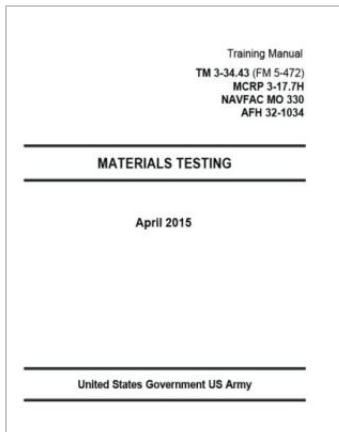 Training Manual
TM 3-34.43 (FM 5-472)
MCRP 3-17.7H
NAVFAC MO 330
AFH 32-1034
MATERIALS TESTING
April 2015
United States Government US Army